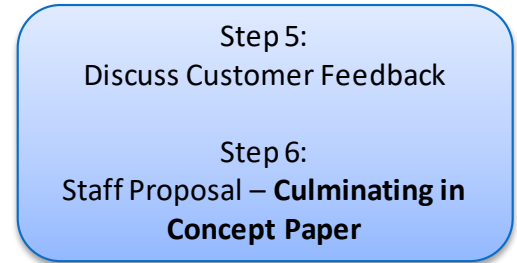 Step 5:
Discuss Customer Feedback
Step 6:
Staff Proposal – Culminating in
Concept Paper